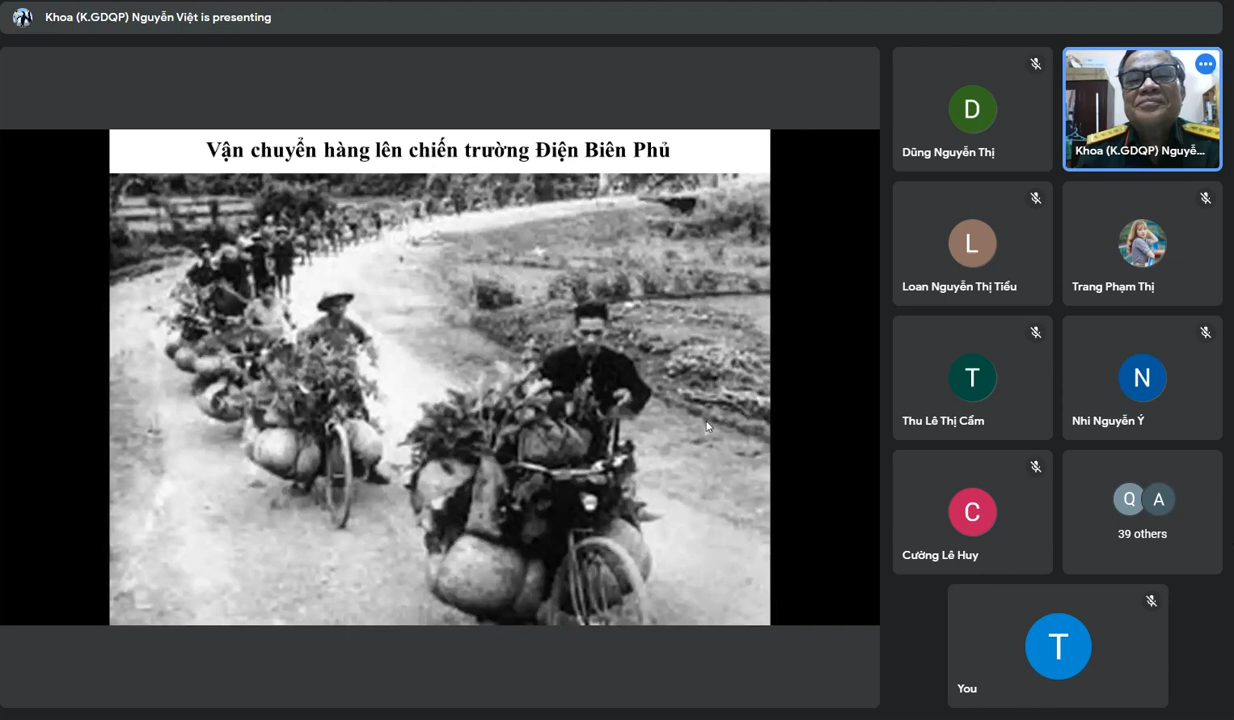 Khoa (K.GDQP) Nguyễn Việt is presenting
Vận chuyển hàng lên chiến trường Điện Biên Phủ
D
Dũng Nguyễn Thị
Khoa (K.GDQP) Nguyễ...
L
Loan Nguyễn Thị Tiểu
Trang Phạm Thị
T
Thu Lê Thị Cẩm
N
Nhi Nguyễn Ý
C
Cường Lê Huy
Q A
39 others
T
You